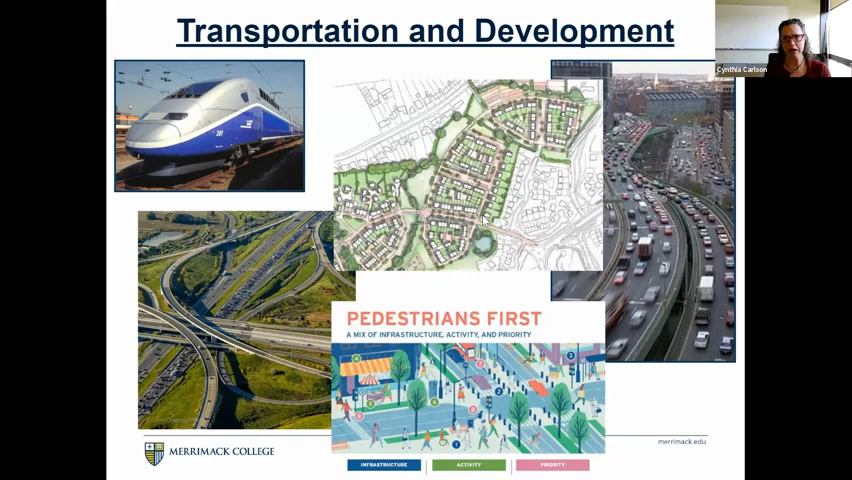 Transportation and Development
Cynthia Carlson
PEDESTRIANS FIRST
A MIX OF INFRASTRUCTURE, ACTIVITY, AND PRIORITY
INFRASTRUCTURE
ACTIVITY
PRIORITY
MERRIMACK COLLEGE
merrimack.edu